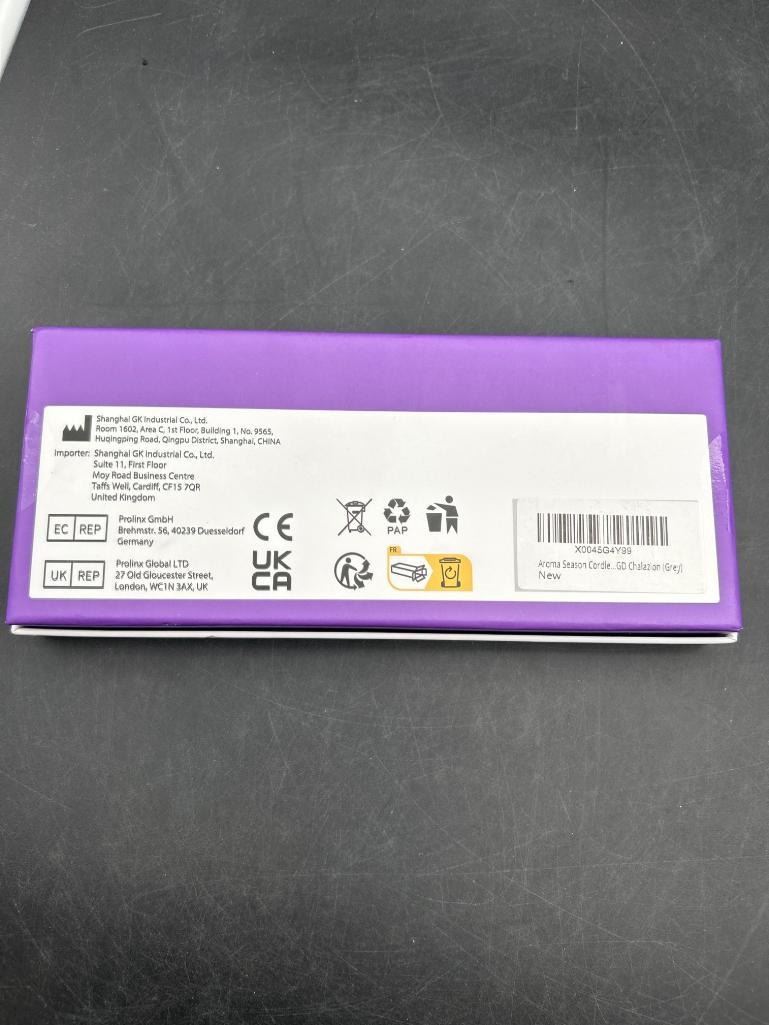 Shanghai GK Industrial Co., Ltd.
Room 1602, Area C, 1st Floor, Building 1, No. 9565,
Huqingping Road, Qingpu District, Shanghai, CHINA
Importer: Shanghai GK Industrial Co., Ltd.
Suite 11, First Floor
Moy Road Business Centre
Taffs Well, Cardiff, CF15 7QR
United Kingdom
EC REP
Prolinx GmbH
Brehmstr. 56, 40239 Duesseldorf
Germany
CE
UK REP
Prolinx Global LTD
27 Old Gloucester Street,
London, WC1N 3AX, UK
UK
CA
PAP
FR
X0045G4Y99
Aroma Season Cordle...GD Chalazion (Grey)
New